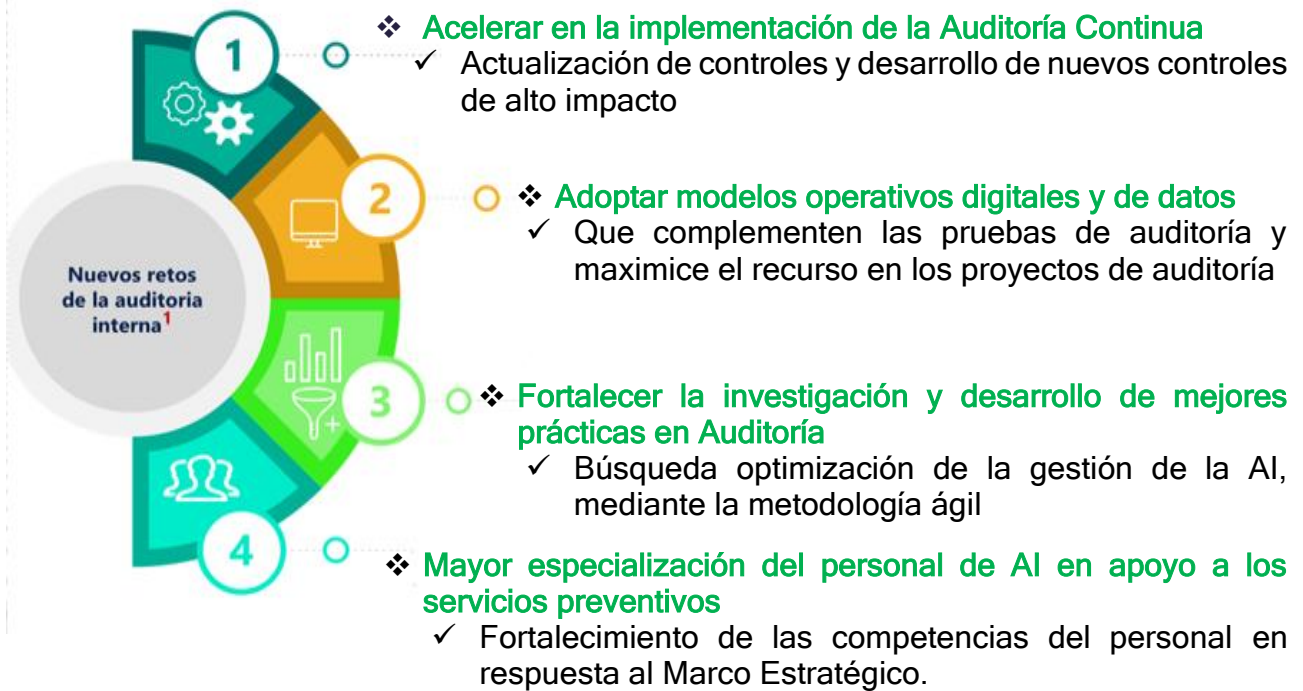 Nuevos retos
de la auditoria
interna¹
1
❖ Acelerar en la implementación de la Auditoría Continua
✓ Actualización de controles y desarrollo de nuevos controles
de alto impacto
2
❖ Adoptar modelos operativos digitales y de datos
✓ Que complementen las pruebas de auditoría y
maximice el recurso en los proyectos de auditoría
3
❖ Fortalecer la investigación y desarrollo de mejores
prácticas en Auditoría
✓ Búsqueda optimización de la gestión de la AI,
mediante la metodología ágil
4
❖ Mayor especialización del personal de AI en apoyo a los
servicios preventivos
✓ Fortalecimiento de las competencias del personal en
respuesta al Marco Estratégico.